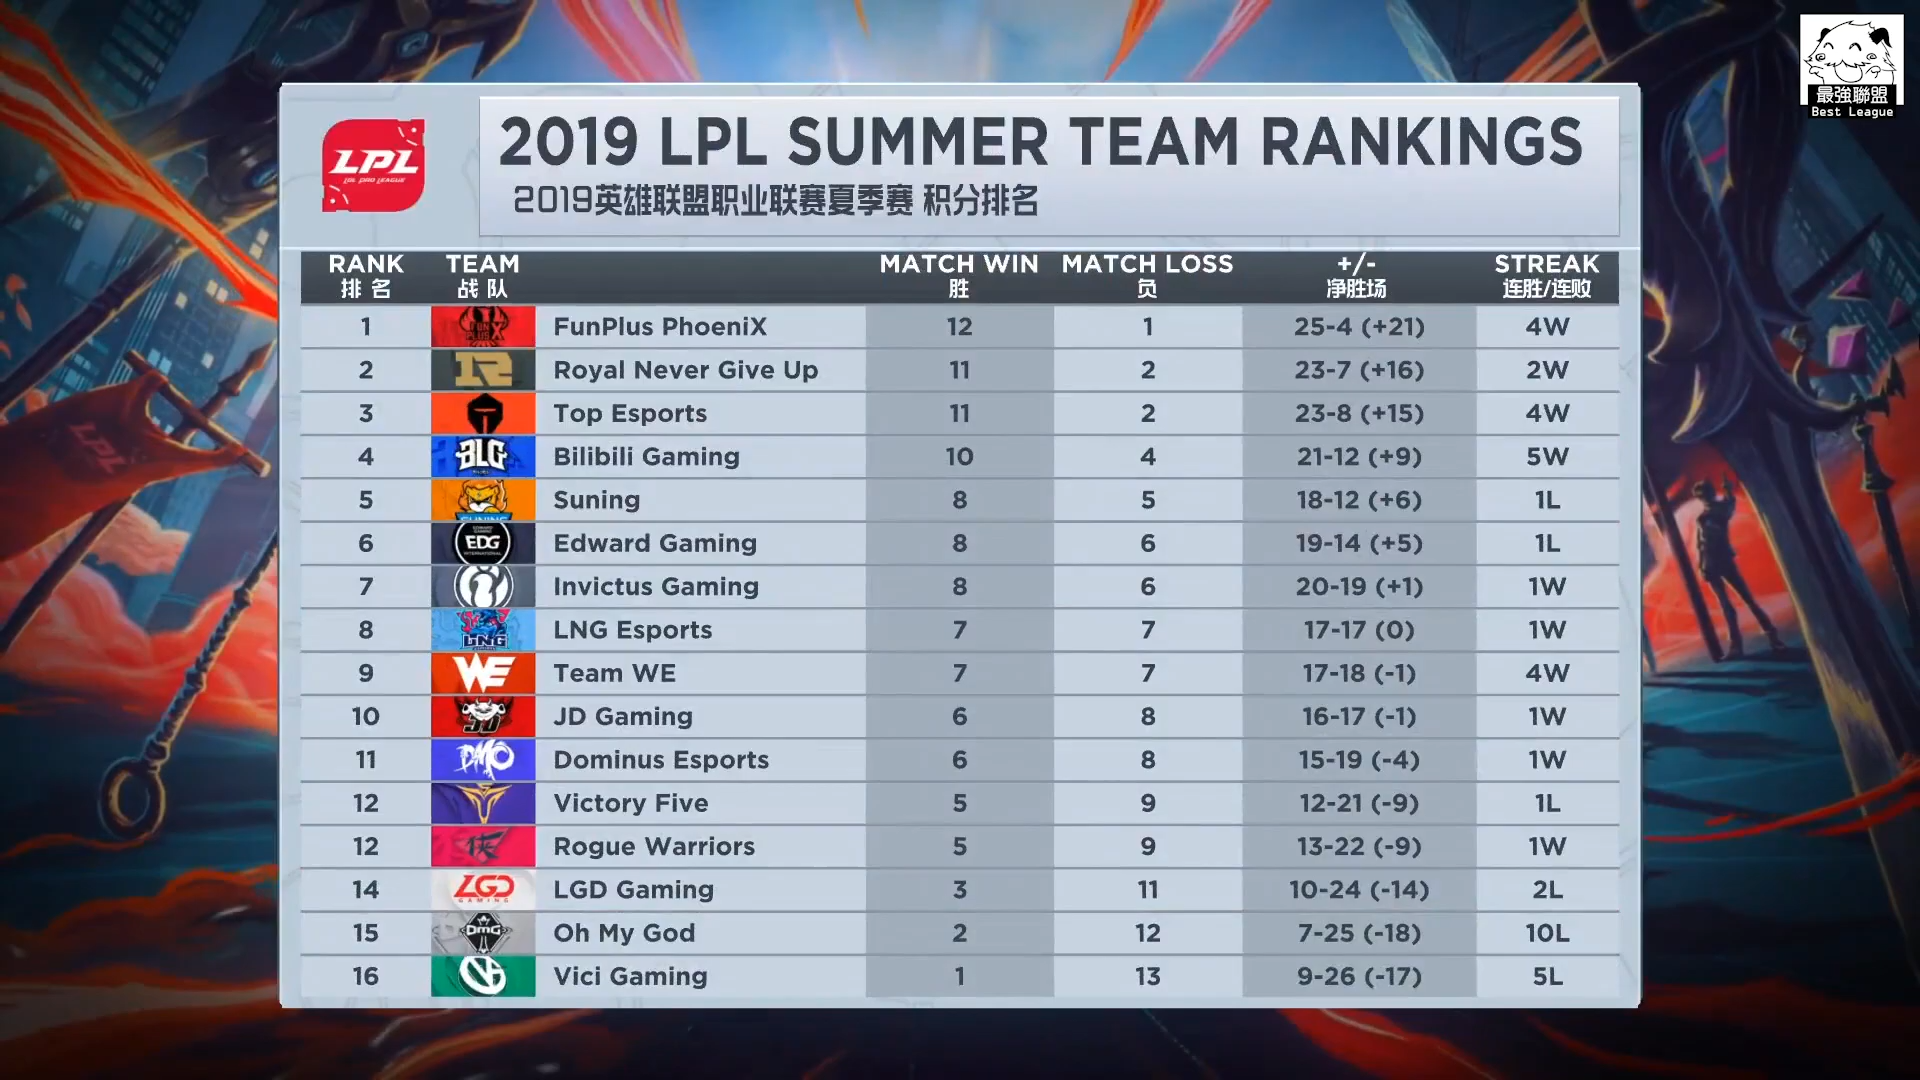 最強聯盟
Best League
LPL
2019 LPL SUMMER TEAM RANKINGS
2019英雄联盟职业联赛夏季赛 积分排名
RANK TEAM MATCH WIN MATCH LOSS +/- STREAK
排名 战队 胜 负 净胜场 连胜/连败
1 FunPlus PhoeniX 12 1 25-4 (+21) 4W
2 Royal Never Give Up 11 2 23-7 (+16) 2W
3 Top Esports 11 2 23-8 (+15) 4W
4 BLG Bilibili Gaming 10 4 21-12 (+9) 5W
5 Suning 8 5 18-12 (+6) 1L
6 EDG Edward Gaming 8 6 19-14 (+5) 1L
7 Invictus Gaming 8 6 20-19 (+1) 1W
8 LNG LNG Esports 7 7 17-17 (0) 1W
9 WE Team WE 7 7 17-18 (-1) 4W
10 JD JD Gaming 6 8 16-17 (-1) 1W
11 DMO Dominus Esports 6 8 15-19 (-4) 1W
12 Victory Five 5 9 12-21 (-9) 1L
12 Rogue Warriors 5 9 13-22 (-9) 1W
14 LGD GAMING LGD Gaming 3 11 10-24 (-14) 2L
15 OMG Oh My God 2 12 7-25 (-18) 10L
16 VG Vici Gaming 1 13 9-26 (-17) 5L